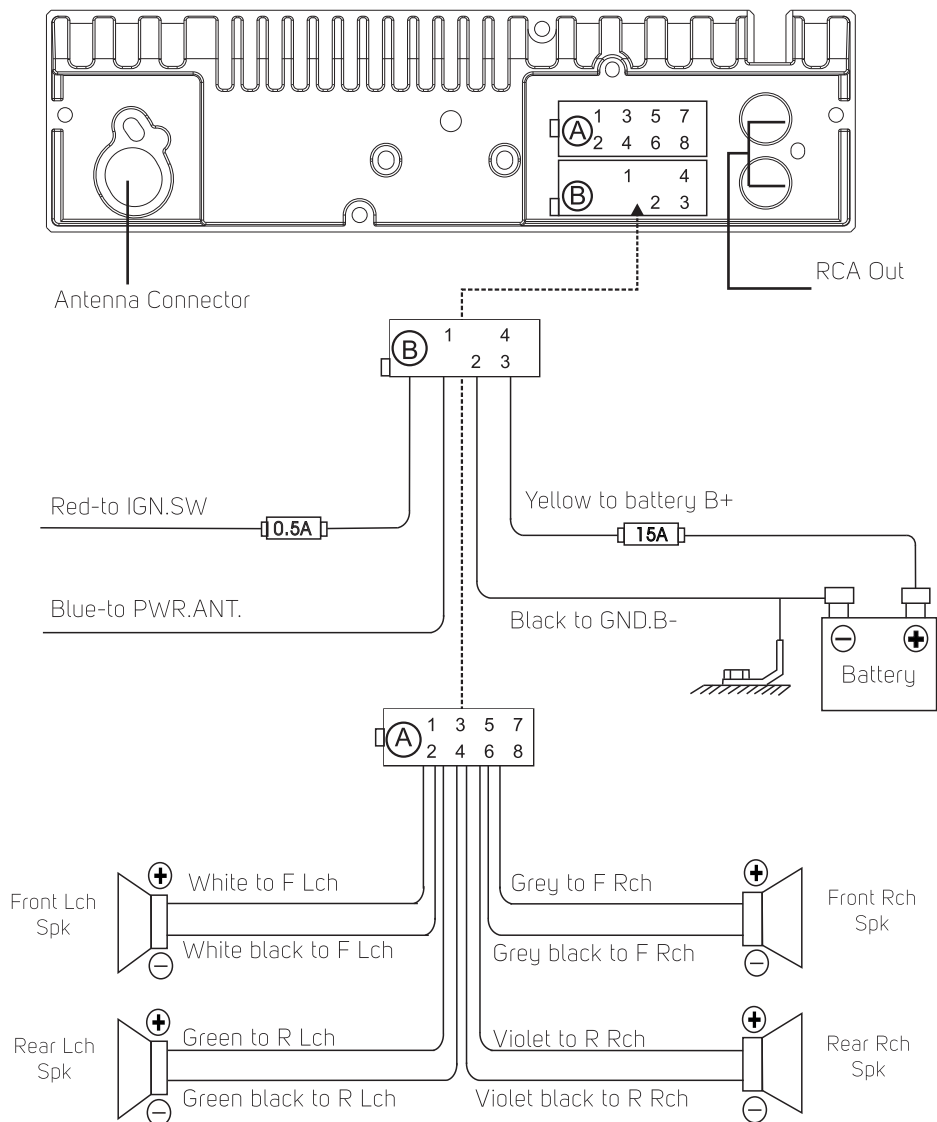 A 1 3 5 7
2 4 6 8
B 1 4
2 3
RCA Out
Antenna Connector
B 1 4
2 3
Red-to IGN.SW
0.5A
Yellow to battery B+
15A
Blue-to PWR.ANT.
Black to GND.B-
− +
Battery
A 1 3 5 7
2 4 6 8
+
White to F Lch
Front Lch
Spk
White black to F Lch
−
+
Grey to F Rch
Front Rch
Spk
Grey black to F Rch
−
+
Green to R Lch
Rear Lch
Spk
Green black to R Lch
−
+
Violet to R Rch
Rear Rch
Spk
Violet black to R Rch
−